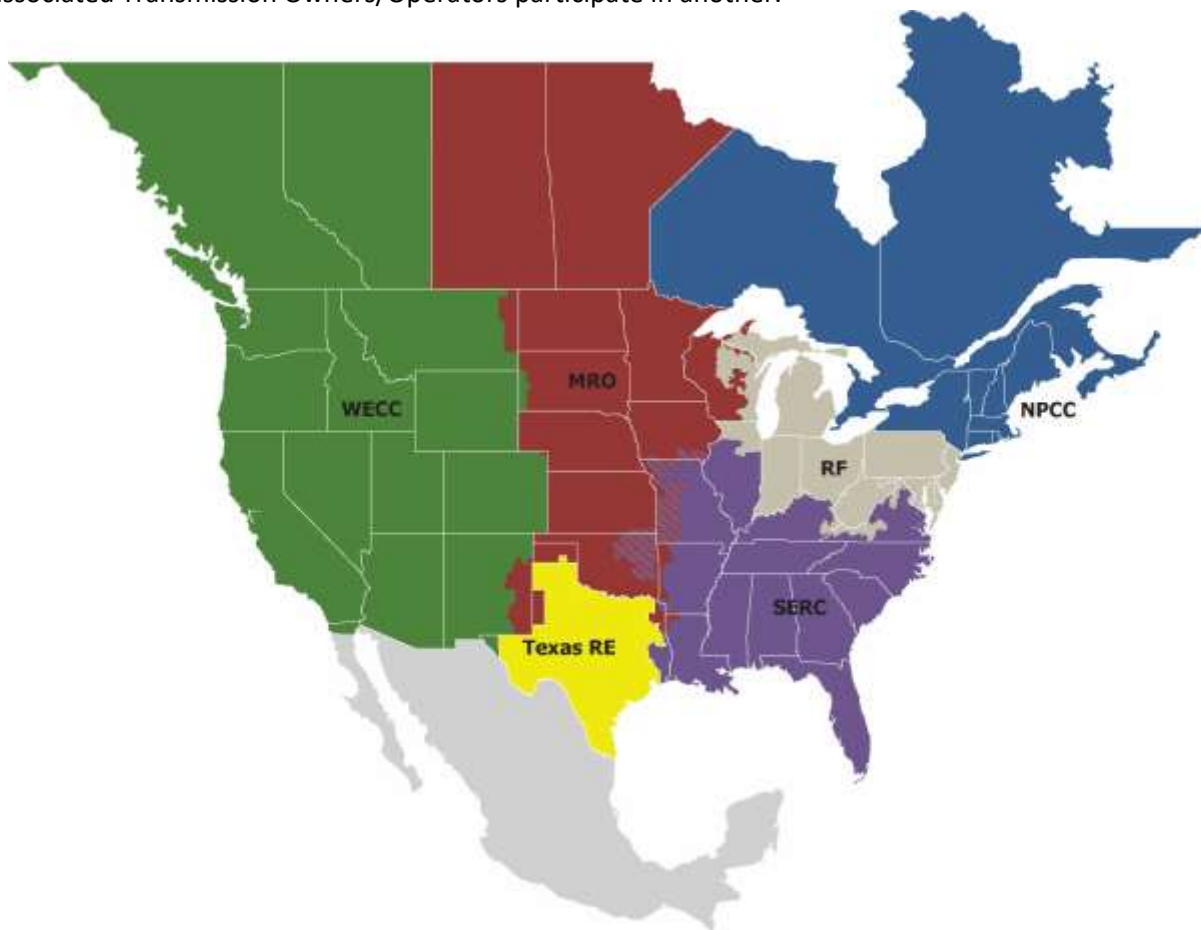 associated Transmission Owners/Operators participate in another.
MRO
WECC
NPCC
RF
SERC
Texas RE